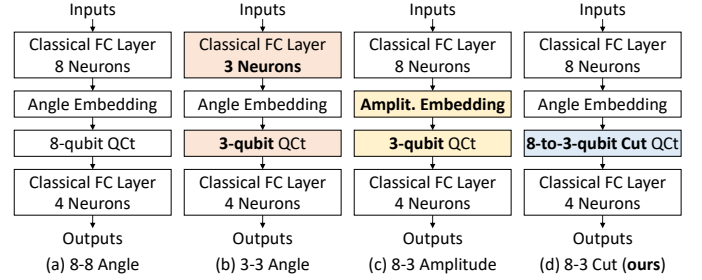 Inputs
Classical FC Layer
8 Neurons
Angle Embedding
8-qubit QCt
Classical FC Layer
4 Neurons
Outputs
(a) 8-8 Angle
Inputs
Classical FC Layer
3 Neurons
Angle Embedding
3-qubit QCt
Classical FC Layer
4 Neurons
Outputs
(b) 3-3 Angle
Inputs
Classical FC Layer
8 Neurons
Amplit. Embedding
3-qubit QCt
Classical FC Layer
4 Neurons
Outputs
(c) 8-3 Amplitude
Inputs
Classical FC Layer
8 Neurons
Angle Embedding
8-to-3-qubit Cut QCt
Classical FC Layer
4 Neurons
Outputs
(d) 8-3 Cut (ours)